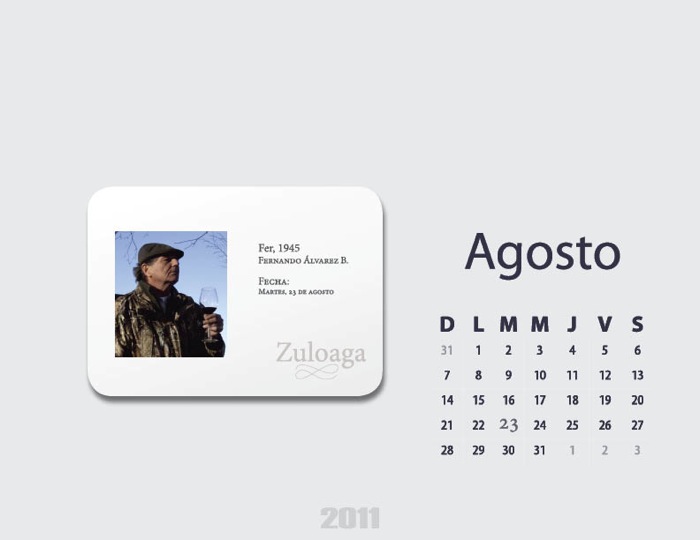 Fer, 1945
Fernando Álvarez B.
Fecha:
Martes, 23 de agosto
Zuloaga
Agosto
D L M M J V S
31 1 2 3 4 5 6
7 8 9 10 11 12 13
14 15 16 17 18 19 20
21 22 23 24 25 26 27
28 29 30 31 1 2 3
2011